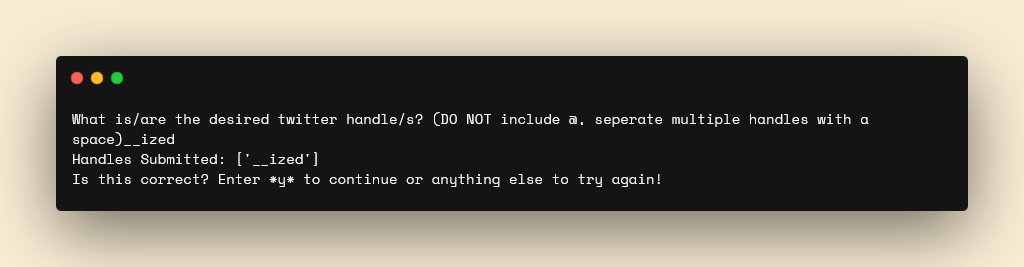 What is/are the desired twitter handle/s? (DO NOT include @, seperate multiple handles with a
space)__ized
Handles Submitted: ['__ized']
Is this correct? Enter *y* to continue or anything else to try again!